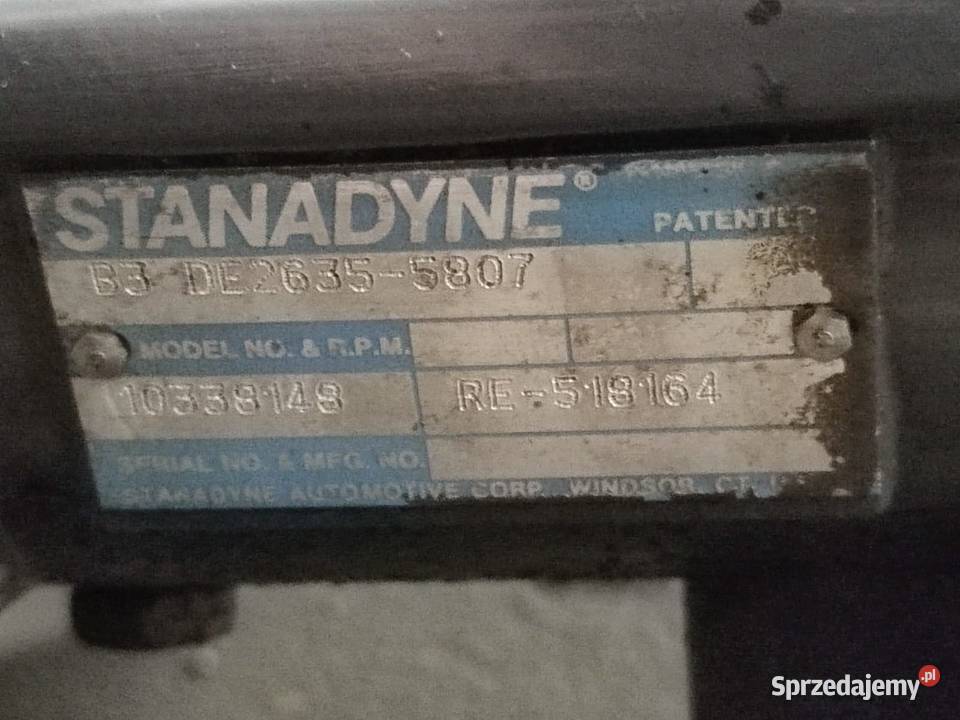 STANADYNE®
PATENTED
B3 DE2635-5807
MODEL NO. & R.P.M.
10338148 RE-518164
SERIAL NO. & MFG. NO.
STANADYNE AUTOMOTIVE CORP. WINDSOR, CT.
Sprzedajemy.pl